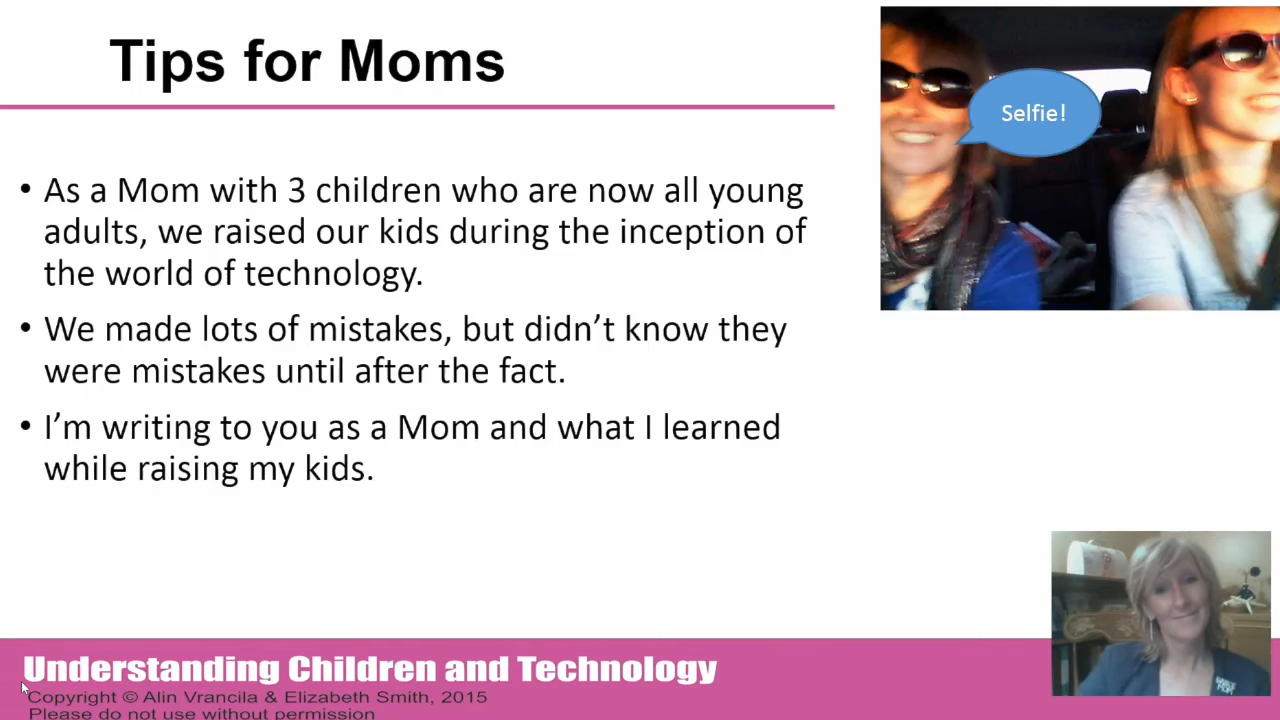 Tips for Moms
Selfie!
• As a Mom with 3 children who are now all young
adults, we raised our kids during the inception of
the world of technology.
• We made lots of mistakes, but didn’t know they
were mistakes until after the fact.
• I’m writing to you as a Mom and what I learned
while raising my kids.
Understanding Children and Technology
Copyright © Alin Vrancila & Elizabeth Smith, 2015
Please do not use without permission